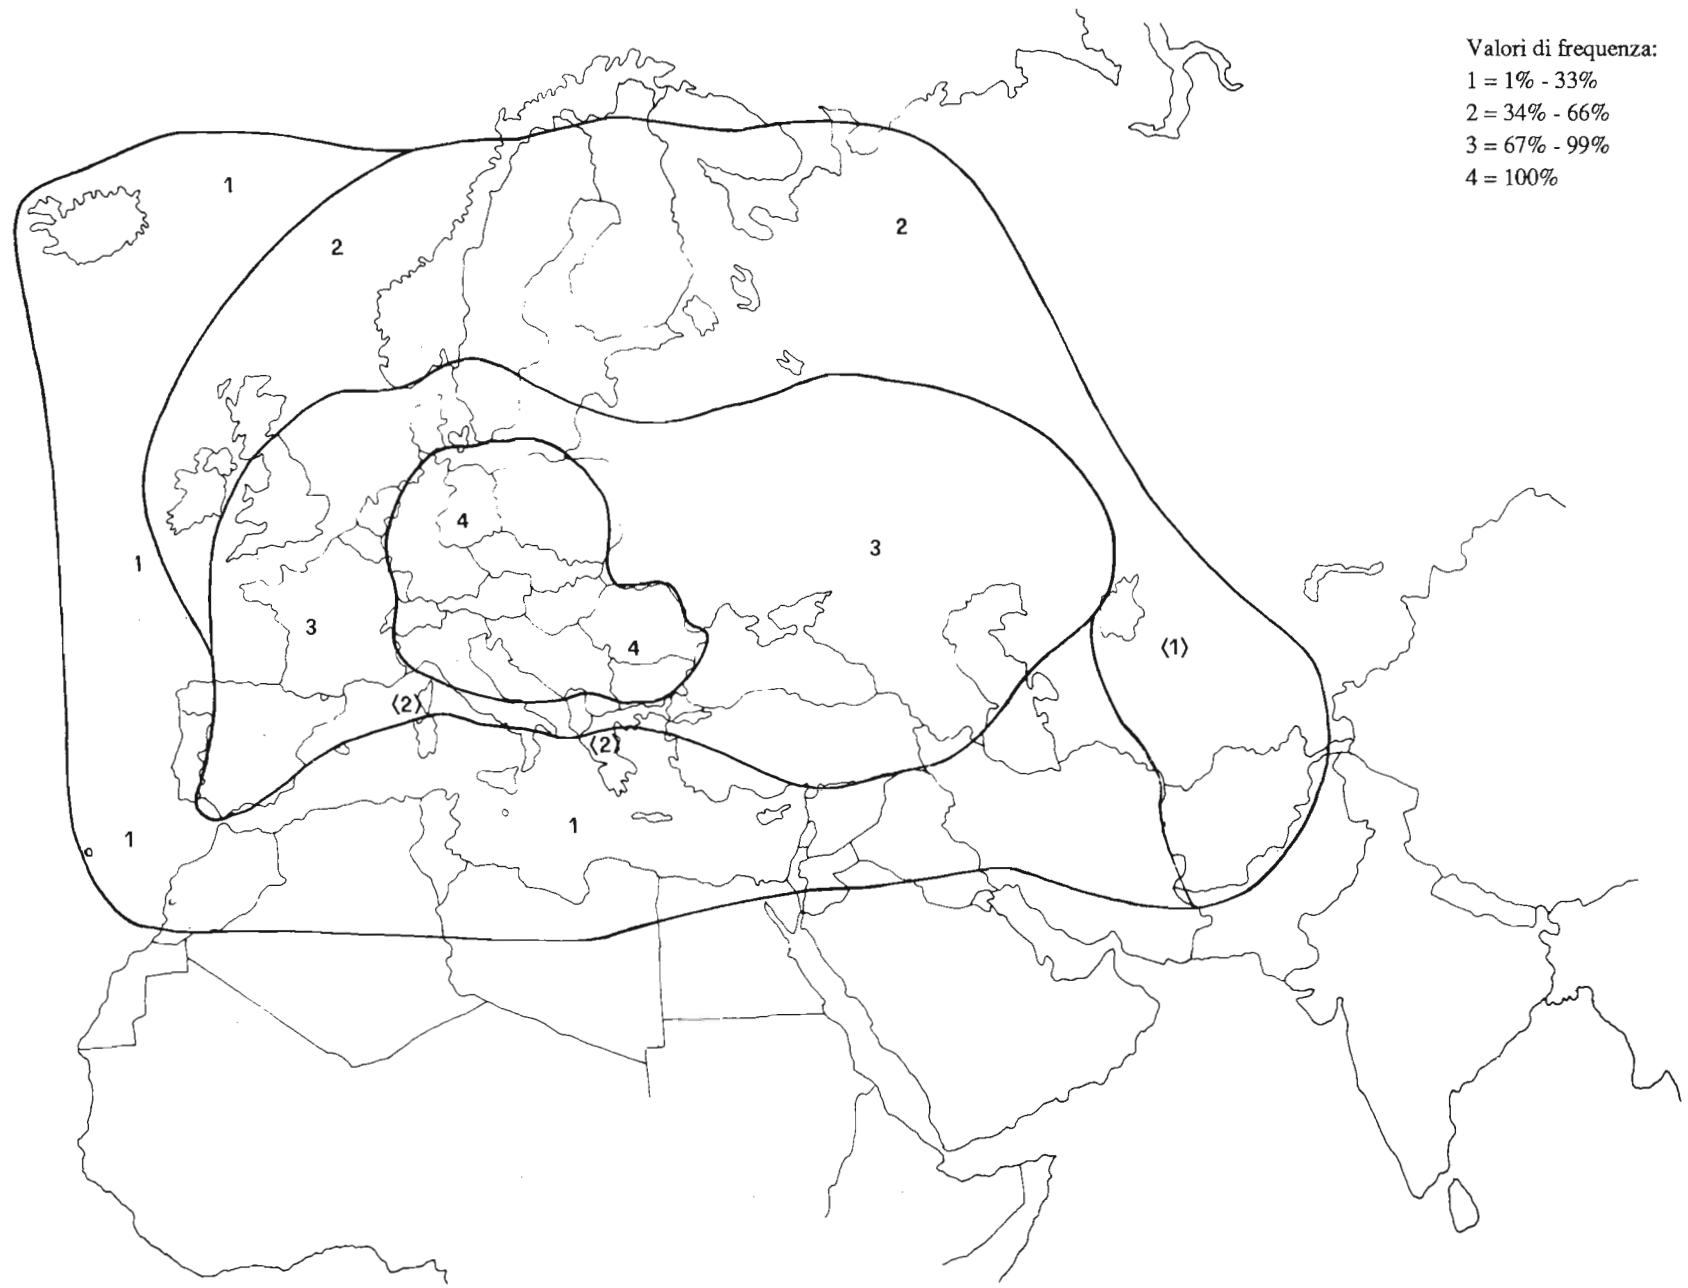 Valori di frequenza:
1 = 1% - 33%
2 = 34% - 66%
3 = 67% - 99%
4 = 100%
1
2
2
4
3
1
3
4
⟨1⟩
⟨2⟩
⟨2⟩
1
1